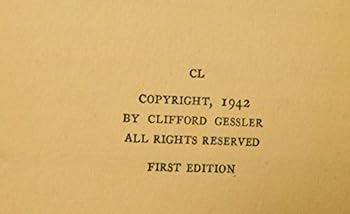 CL
COPYRIGHT, 1942
BY CLIFFORD GESSLER
ALL RIGHTS RESERVED
FIRST EDITION